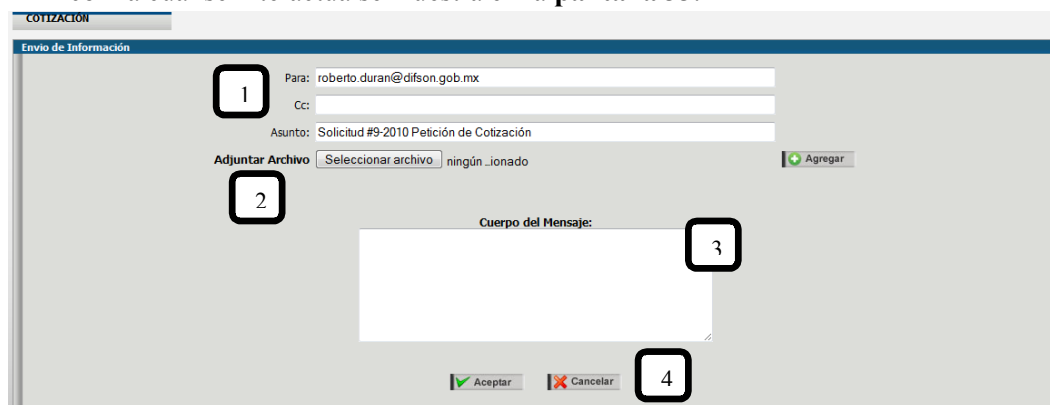 COTIZACIÓN
Envio de Información
Para: roberto.duran@difson.gob.mx
1
Cc:
Asunto: Solicitud #9-2010 Petición de Cotización
Adjuntar Archivo Seleccionar archivo ningún ...ionado Agregar
2
Cuerpo del Mensaje:
3
Aceptar Cancelar 4